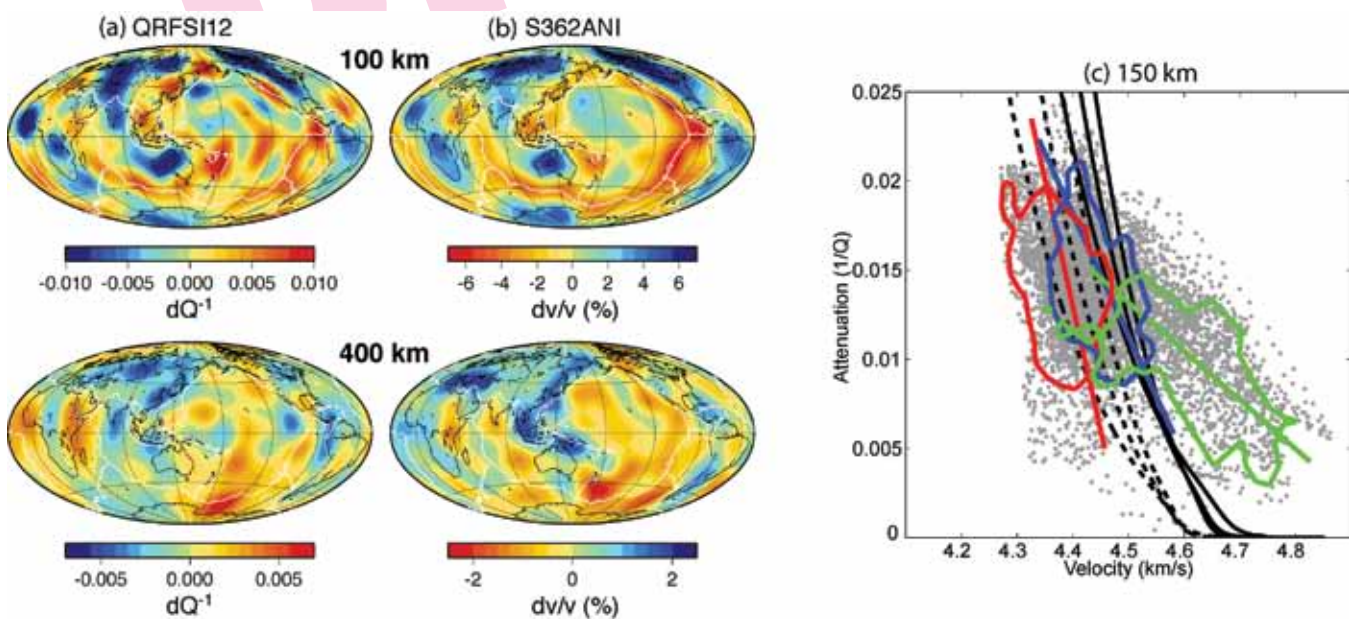 (a) QRFSI12
(b) S362ANI
100 km
-0.010 -0.005 0.000 0.005 0.010
dQ⁻¹
-6 -4 -2 0 2 4 6
dv/v (%)
400 km
-0.005 0.000 0.005
dQ⁻¹
-2 0 2
dv/v (%)
(c) 150 km
0.025
0.02
0.015
0.01
0.005
0
Attenuation (1/Q)
4.2 4.3 4.4 4.5 4.6 4.7 4.8
Velocity (km/s)